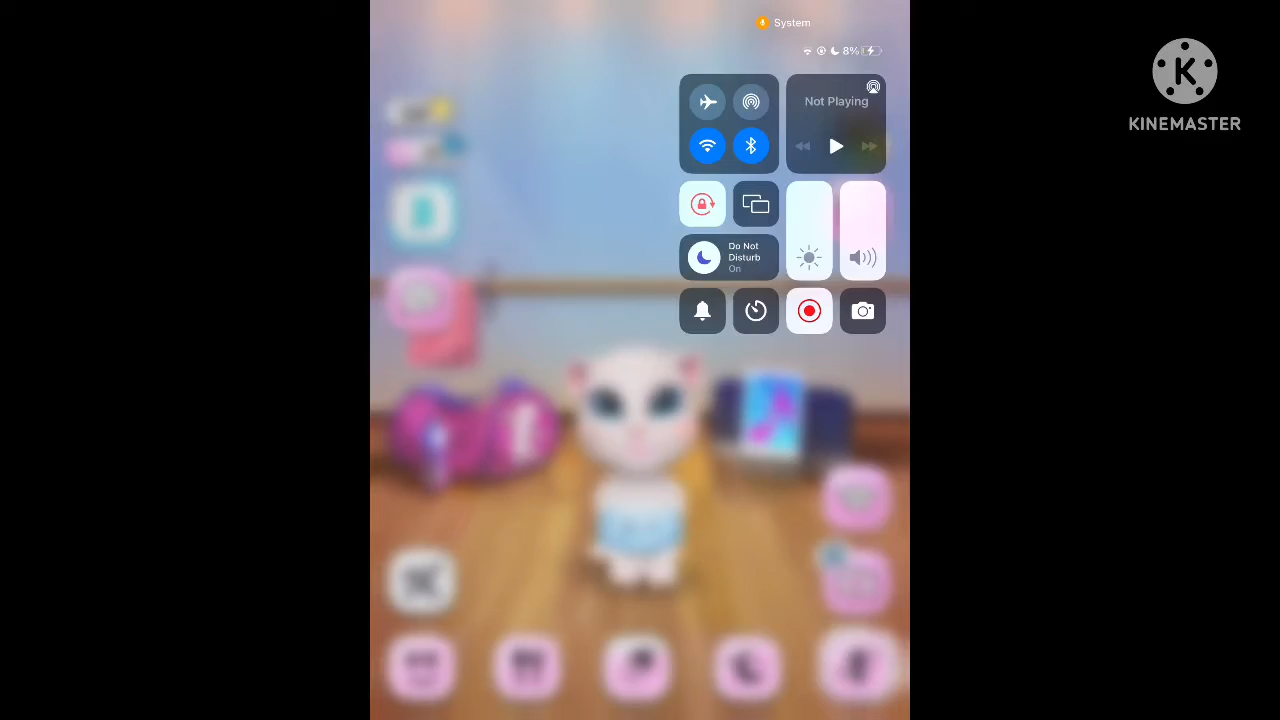 System
8%
Not Playing
Do Not
Disturb
On
K
KINEMASTER